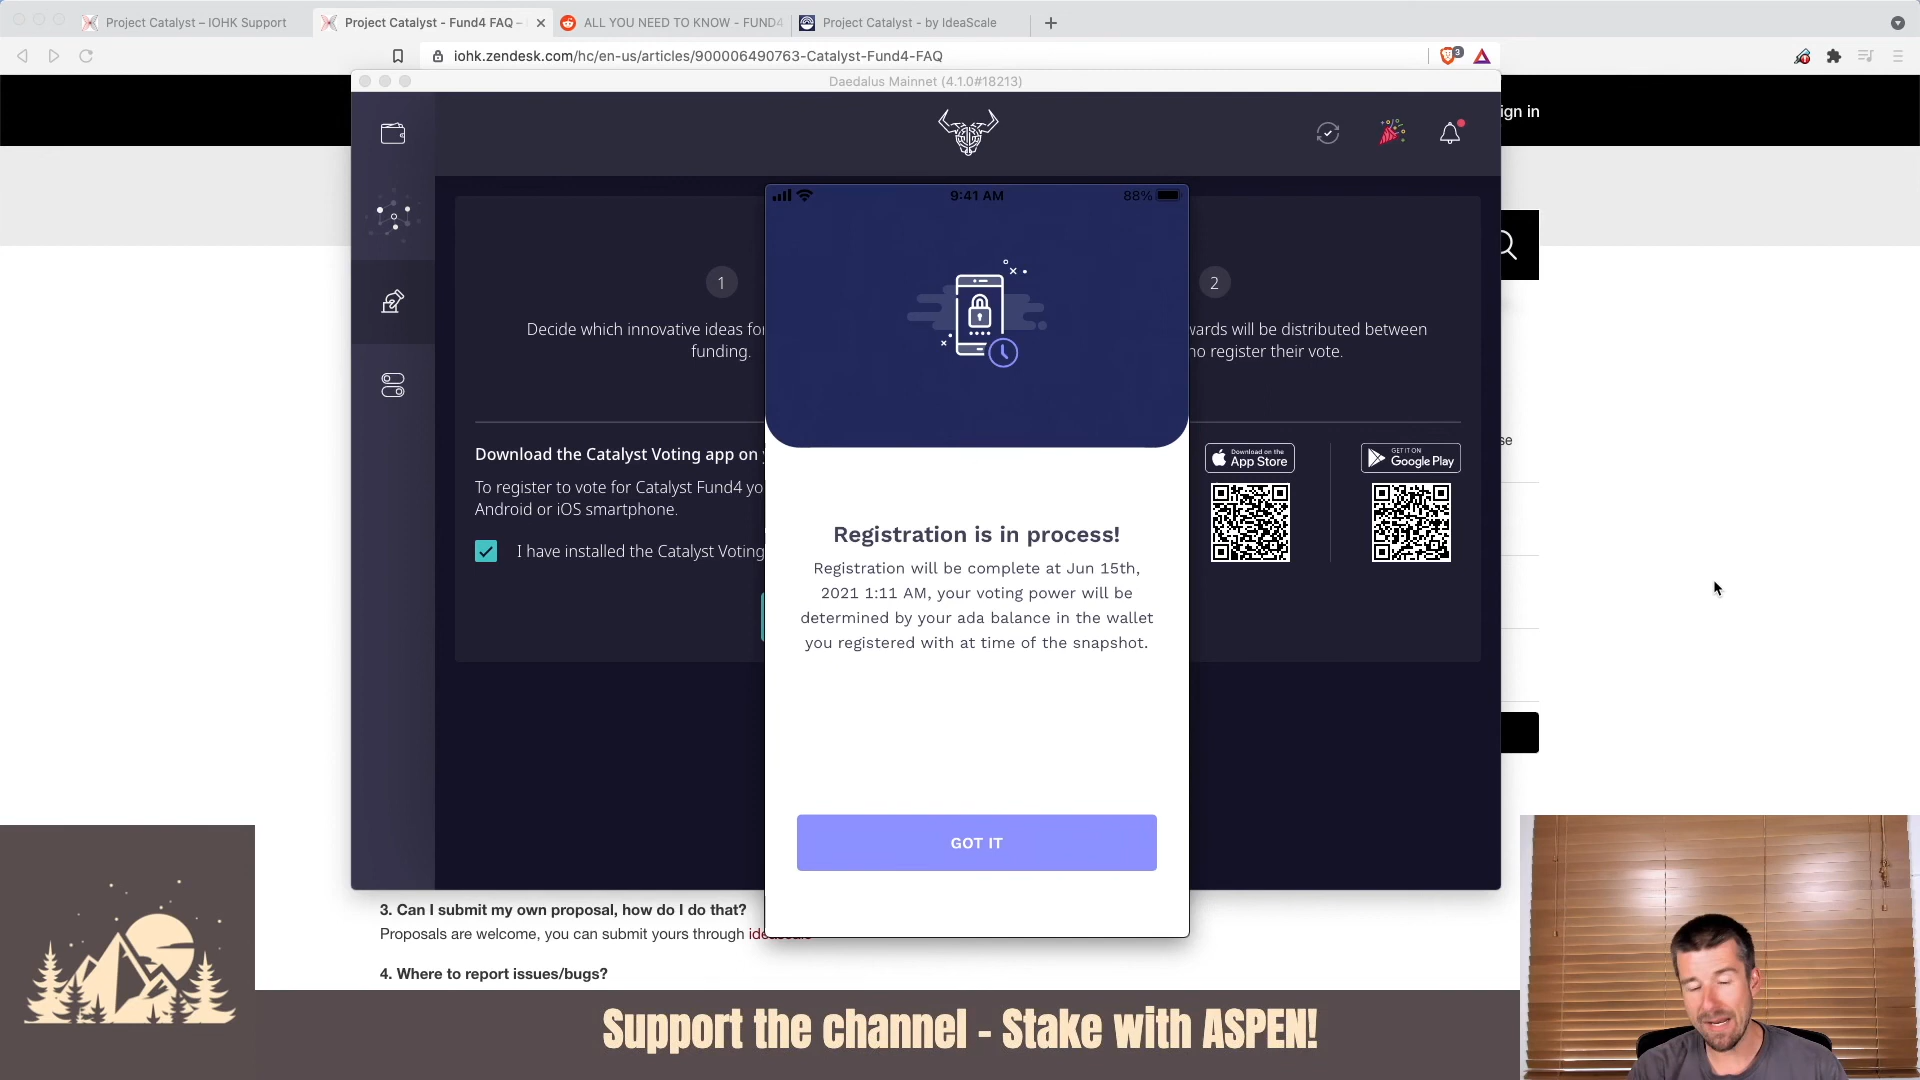 Project Catalyst – IOHK Support
Project Catalyst - Fund4 FAQ –
ALL YOU NEED TO KNOW - FUND4
Project Catalyst - by IdeaScale
iohk.zendesk.com/hc/en-us/articles/900006490763-Catalyst-Fund4-FAQ
3
Daedalus Mainnet (4.1.0#18213)
ign in
9:41 AM
88%
1
2
Decide which innovative ideas for
funding.
wards will be distributed between
no register their vote.
Download the Catalyst Voting app on
To register to vote for Catalyst Fund4 yo
Android or iOS smartphone.
I have installed the Catalyst Voting
Download on the
App Store
GET IT ON
Google Play
se
Registration is in process!
Registration will be complete at Jun 15th,
2021 1:11 AM, your voting power will be
determined by your ada balance in the wallet
you registered with at time of the snapshot.
GOT IT
3. Can I submit my own proposal, how do I do that?
Proposals are welcome, you can submit yours through ideascale
4. Where to report issues/bugs?
Support the channel - Stake with ASPEN!